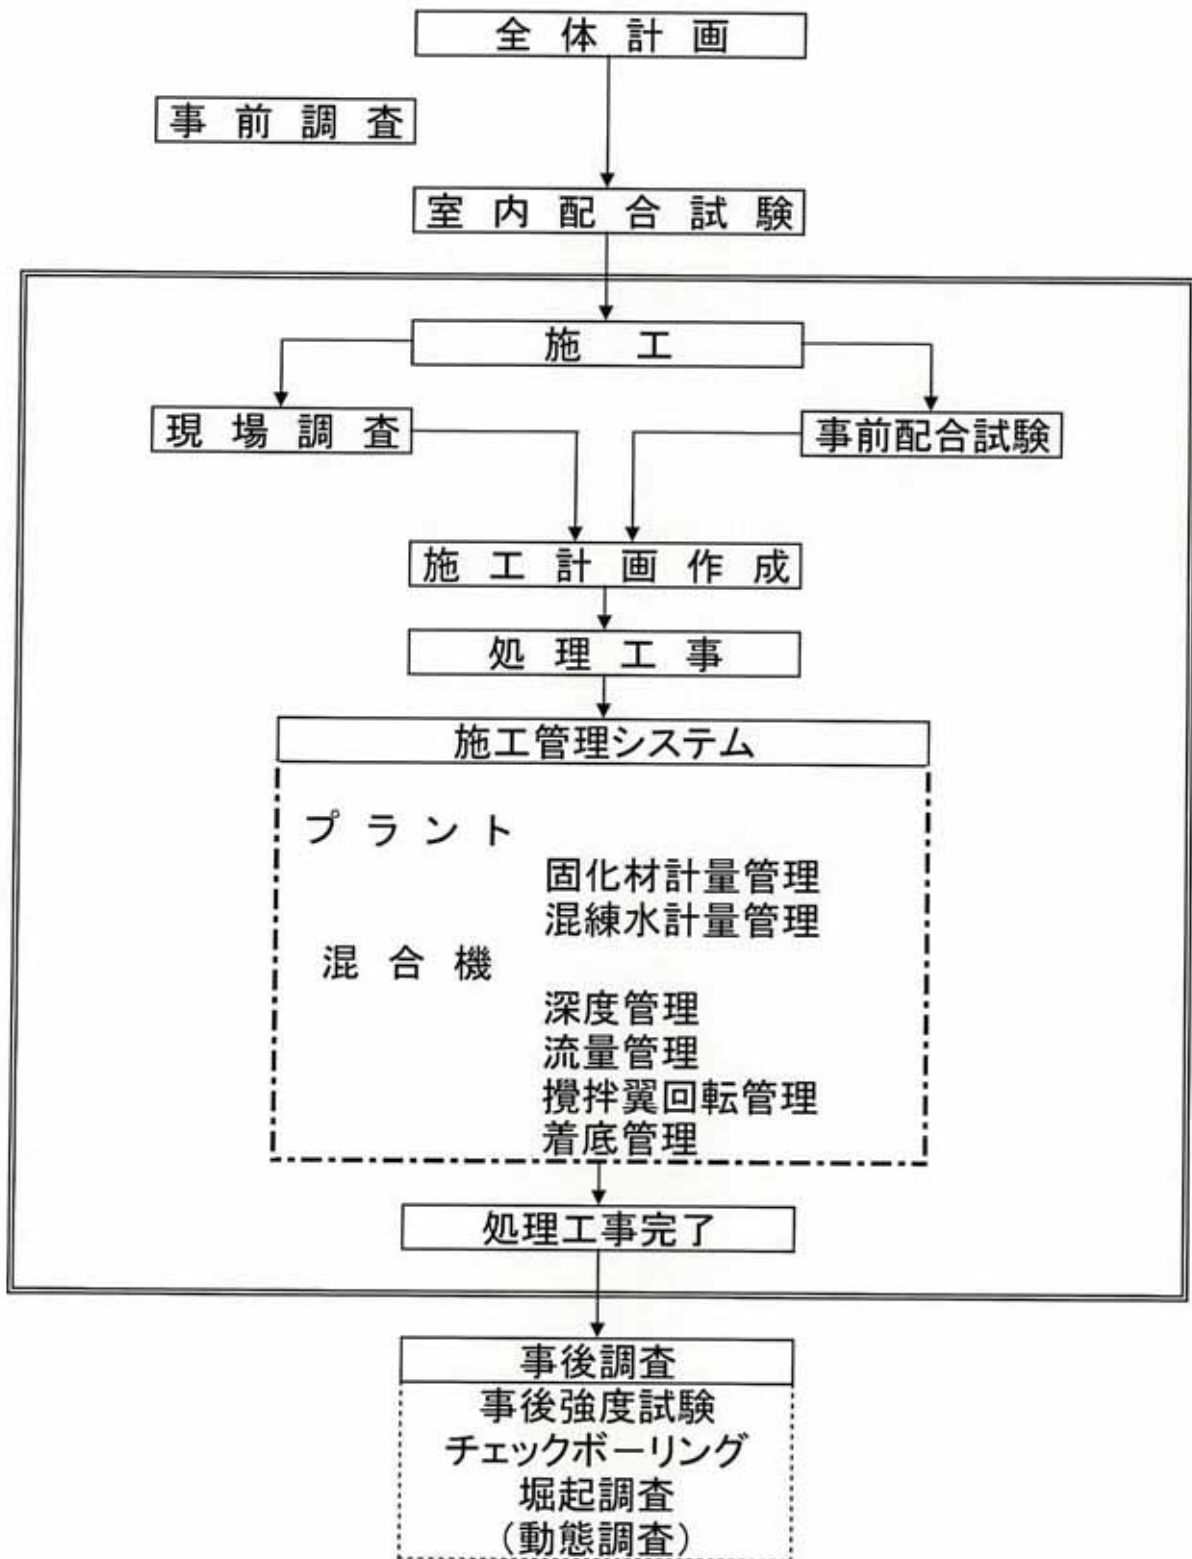 全体計画
事前調査
室内配合試験
施工
現場調査
事前配合試験
施工計画作成
処理工事
施工管理システム
プラント
固化材計量管理
混練水計量管理
混合機
深度管理
流量管理
攪拌翼回転管理
着底管理
処理工事完了
事後調査
事後強度試験
チェックボーリング
堀起調査
(動態調査)